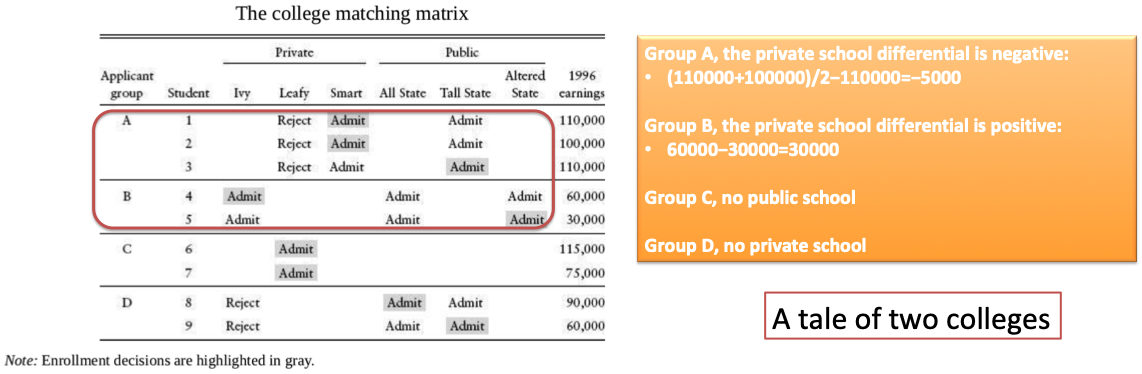 The college matching matrix
Private Public
Applicant Altered 1996
group Student Ivy Leafy Smart All State Tall State State earnings
A 1 Reject Admit Admit 110,000
2 Reject Admit Admit 100,000
3 Reject Admit Admit 110,000
B 4 Admit Admit Admit 60,000
5 Admit Admit Admit 30,000
C 6 Admit 115,000
7 Admit 75,000
D 8 Reject Admit Admit 90,000
9 Reject Admit Admit 60,000
Note: Enrollment decisions are highlighted in gray.
Group A, the private school differential is negative:
• (110000+100000)/2–110000=–5000
Group B, the private school differential is positive:
• 60000–30000=30000
Group C, no public school
Group D, no private school
A tale of two colleges